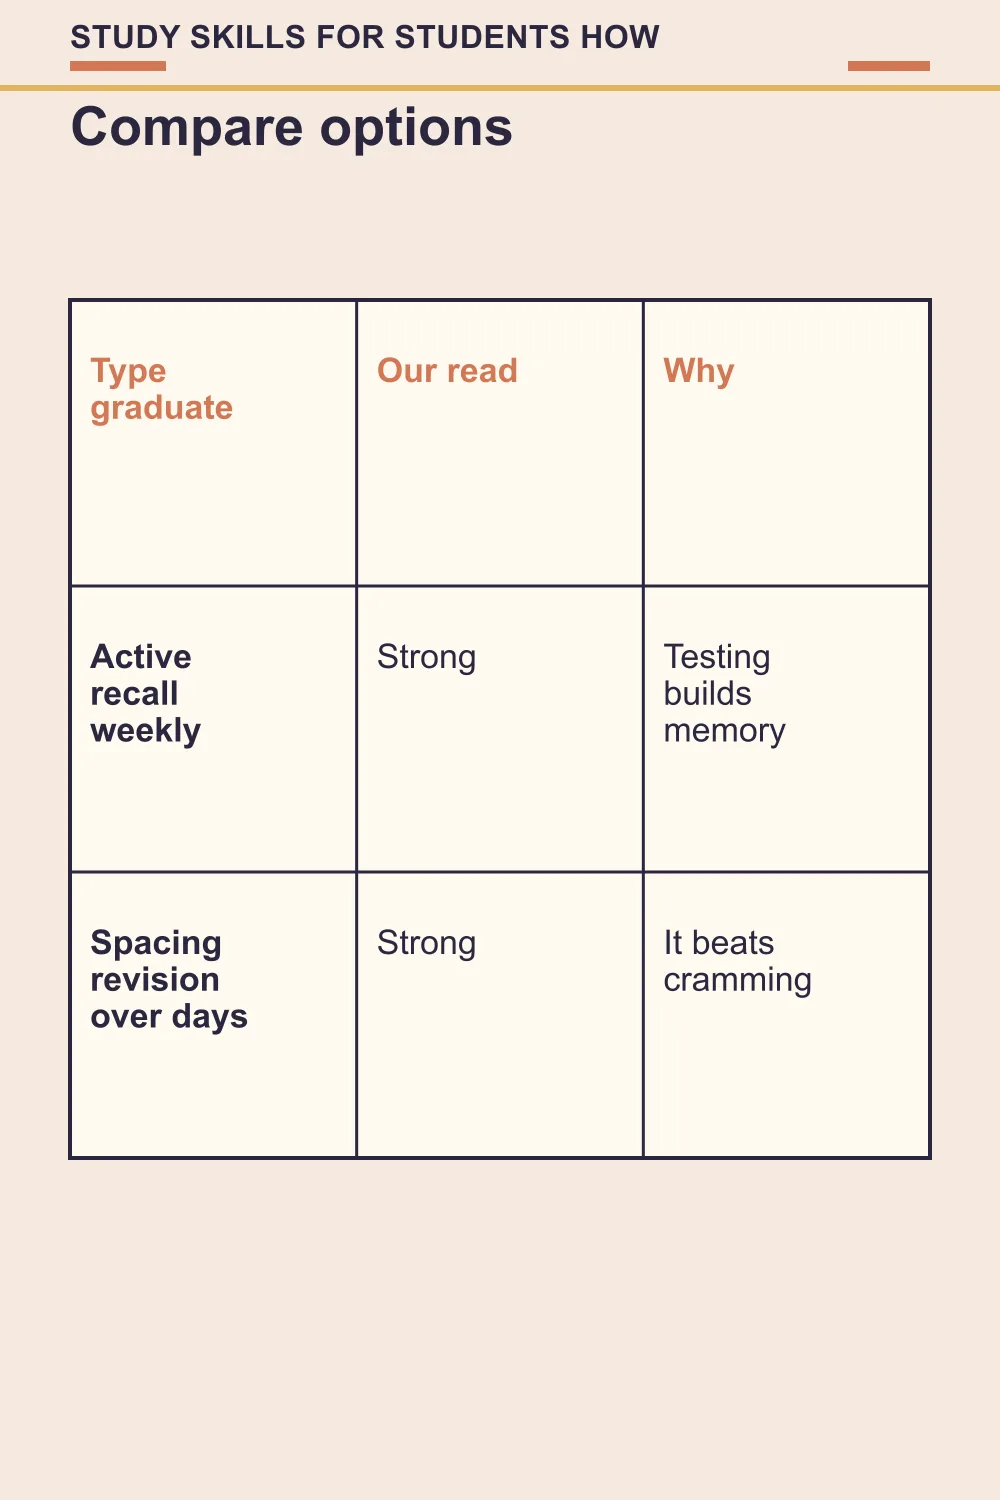 STUDY SKILLS FOR STUDENTS HOW
Compare options
Type
graduate
Our read
Why
Active
recall
weekly
Strong
Testing
builds
memory
Spacing
revision
over days
Strong
It beats
cramming